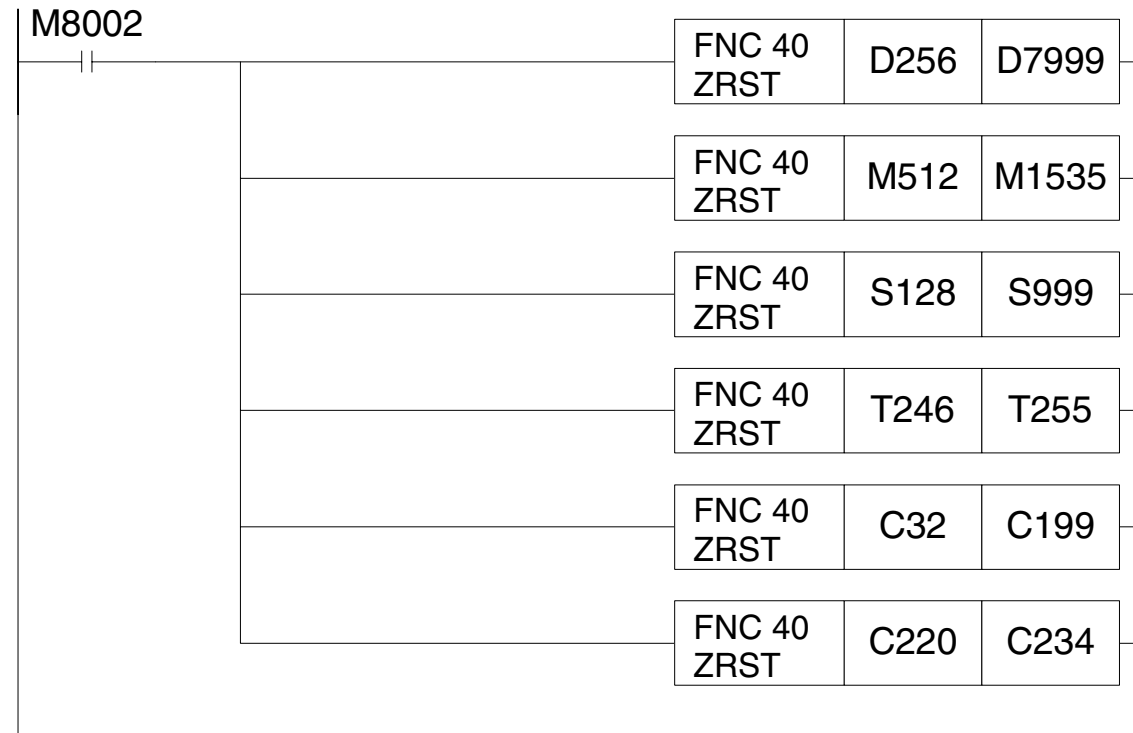 M8002
FNC 40
ZRST
D256
D7999
FNC 40
ZRST
M512
M1535
FNC 40
ZRST
S128
S999
FNC 40
ZRST
T246
T255
FNC 40
ZRST
C32
C199
FNC 40
ZRST
C220
C234